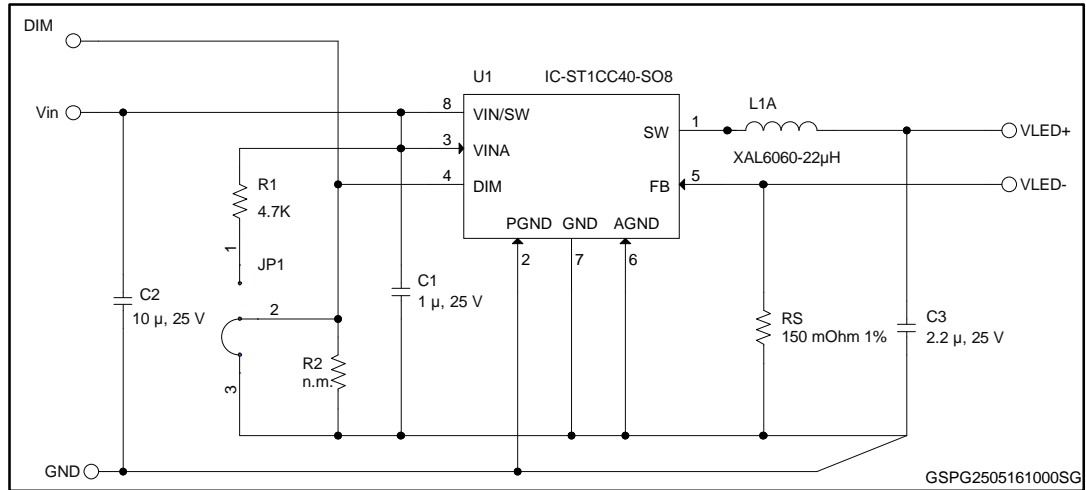 DIM
U1 IC-ST1CC40-SO8
L1A
Vin
8 VIN/SW
SW 1
VLED+
3 VINA
XAL6060-22µH
4 DIM
FB 5
VLED-
R1
4.7K
PGND GND AGND
2 7 6
1
JP1
C1
1 µ, 25 V
C2
10 µ, 25 V
2
RS
150 mOhm 1%
C3
2.2 µ, 25 V
R2
n.m.
3
GND
GSPG2505161000SG